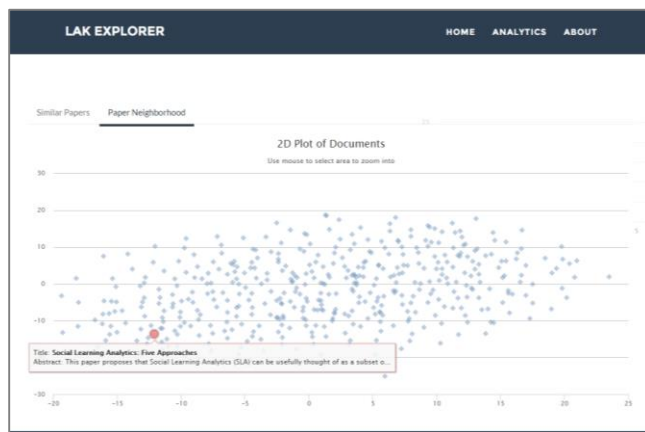 LAK EXPLORER
HOME ANALYTICS ABOUT
Similar Papers Paper Neighborhood
2D Plot of Documents
Use mouse to select area to zoom into
30
20
10
0
-10
Title: Social Learning Analytics: Five Approaches
Abstract: This paper proposes that Social Learning Analytics (SLA) can be usefully thought of as a subset o...
-30
-20 -15 -10 -5 0 5 10 15 20 25